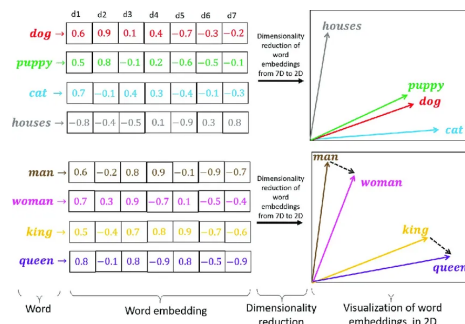 d1 d2 d3 d4 d5 d6 d7
dog → 0.6 0.9 0.1 0.4 −0.7 −0.3 −0.2
puppy → 0.5 0.8 −0.1 0.2 −0.6 −0.5 −0.1
cat → 0.7 −0.1 0.4 0.3 −0.4 −0.1 −0.3
houses → −0.8 −0.4 −0.5 0.1 −0.9 0.3 0.8
Dimensionality
reduction of
word
embeddings
from 7D to 2D
houses
puppy
dog
cat
man → 0.6 −0.2 0.8 0.9 −0.1 −0.9 −0.7
woman → 0.7 0.3 0.9 −0.7 0.1 −0.5 −0.4
king → 0.5 −0.4 0.7 0.8 0.9 −0.7 −0.6
queen → 0.8 −0.1 0.8 −0.9 0.8 −0.5 −0.9
Dimensionality
reduction of
word
embeddings
from 7D to 2D
man
woman
king
queen
Word
Word embedding
Dimensionality
reduction
Visualization of word
embeddings in 2D